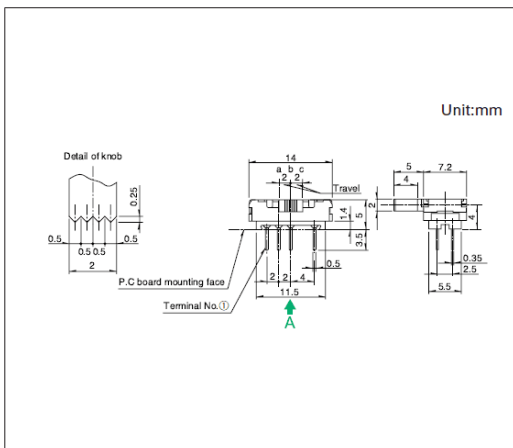 Unit:mm
Detail of knob
0.25
0.5
0.5
0.5 0.5
2
14
a b c
2 2
Travel
1.4
5
3.5
0.5
2 2 4
11.5
P.C board mounting face
Terminal No.①
A
5
7.2
4
2
4
0.35
2.5
5.5